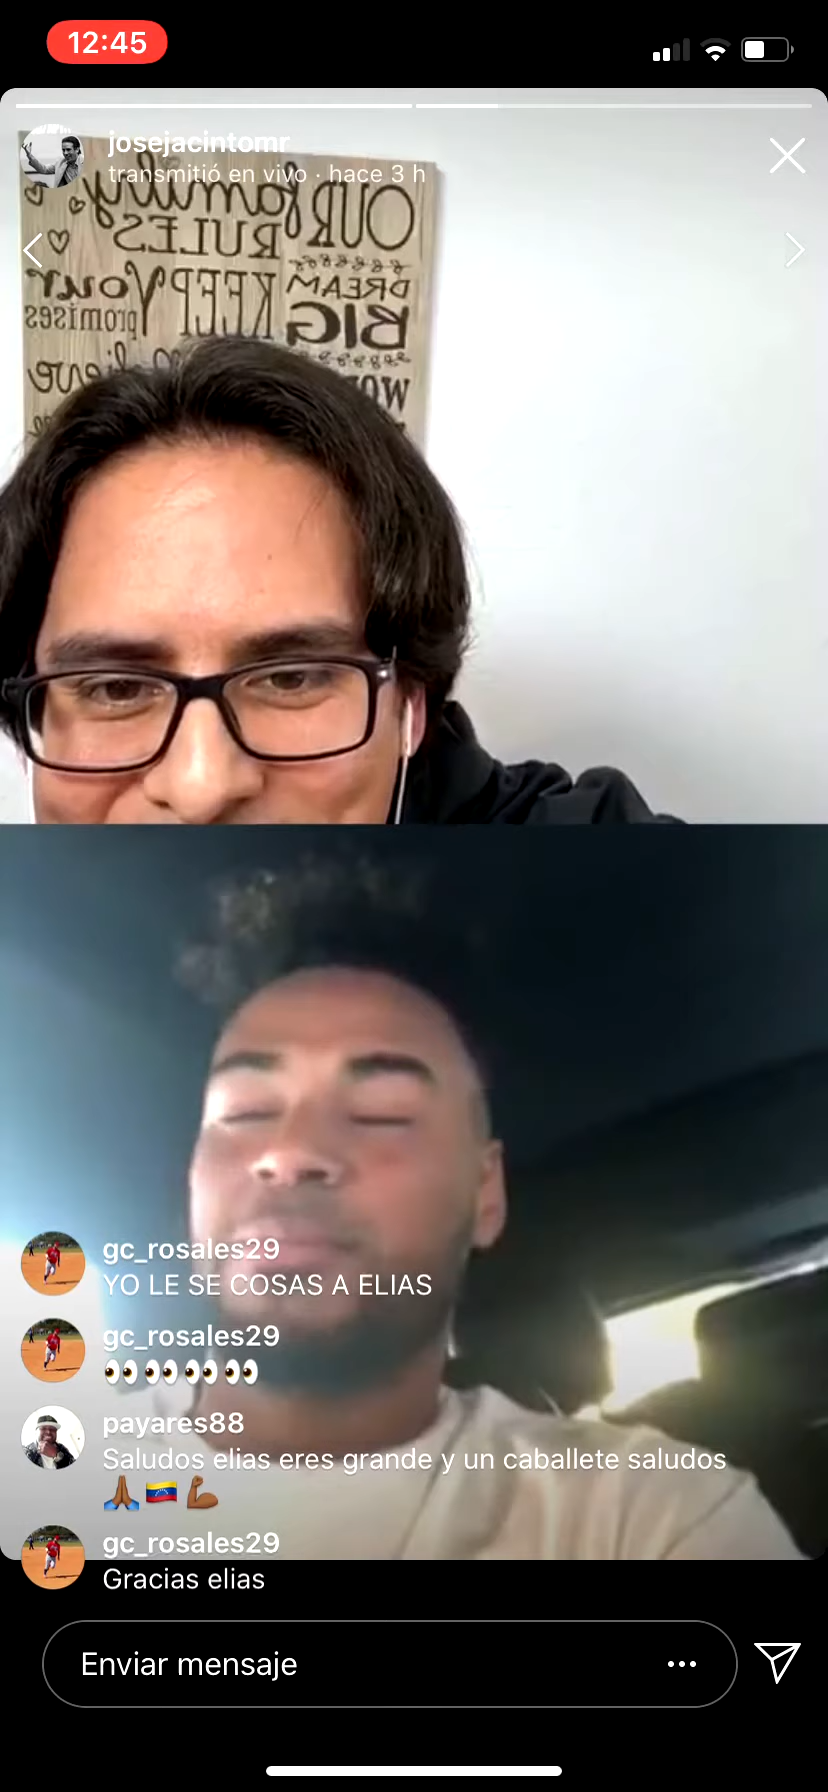 12:45
josejacintomr
transmitió en vivo · hace 3 h
OUR family
RULES
DREAM
BIG
KEEP Your
promises
gc_rosales29
YO LE SE COSAS A ELIAS
gc_rosales29
👀👀👀👀
payares88
Saludos elias eres grande y un caballete saludos
🙏🏾🇻🇪💪🏾
gc_rosales29
Gracias elias
Enviar mensaje